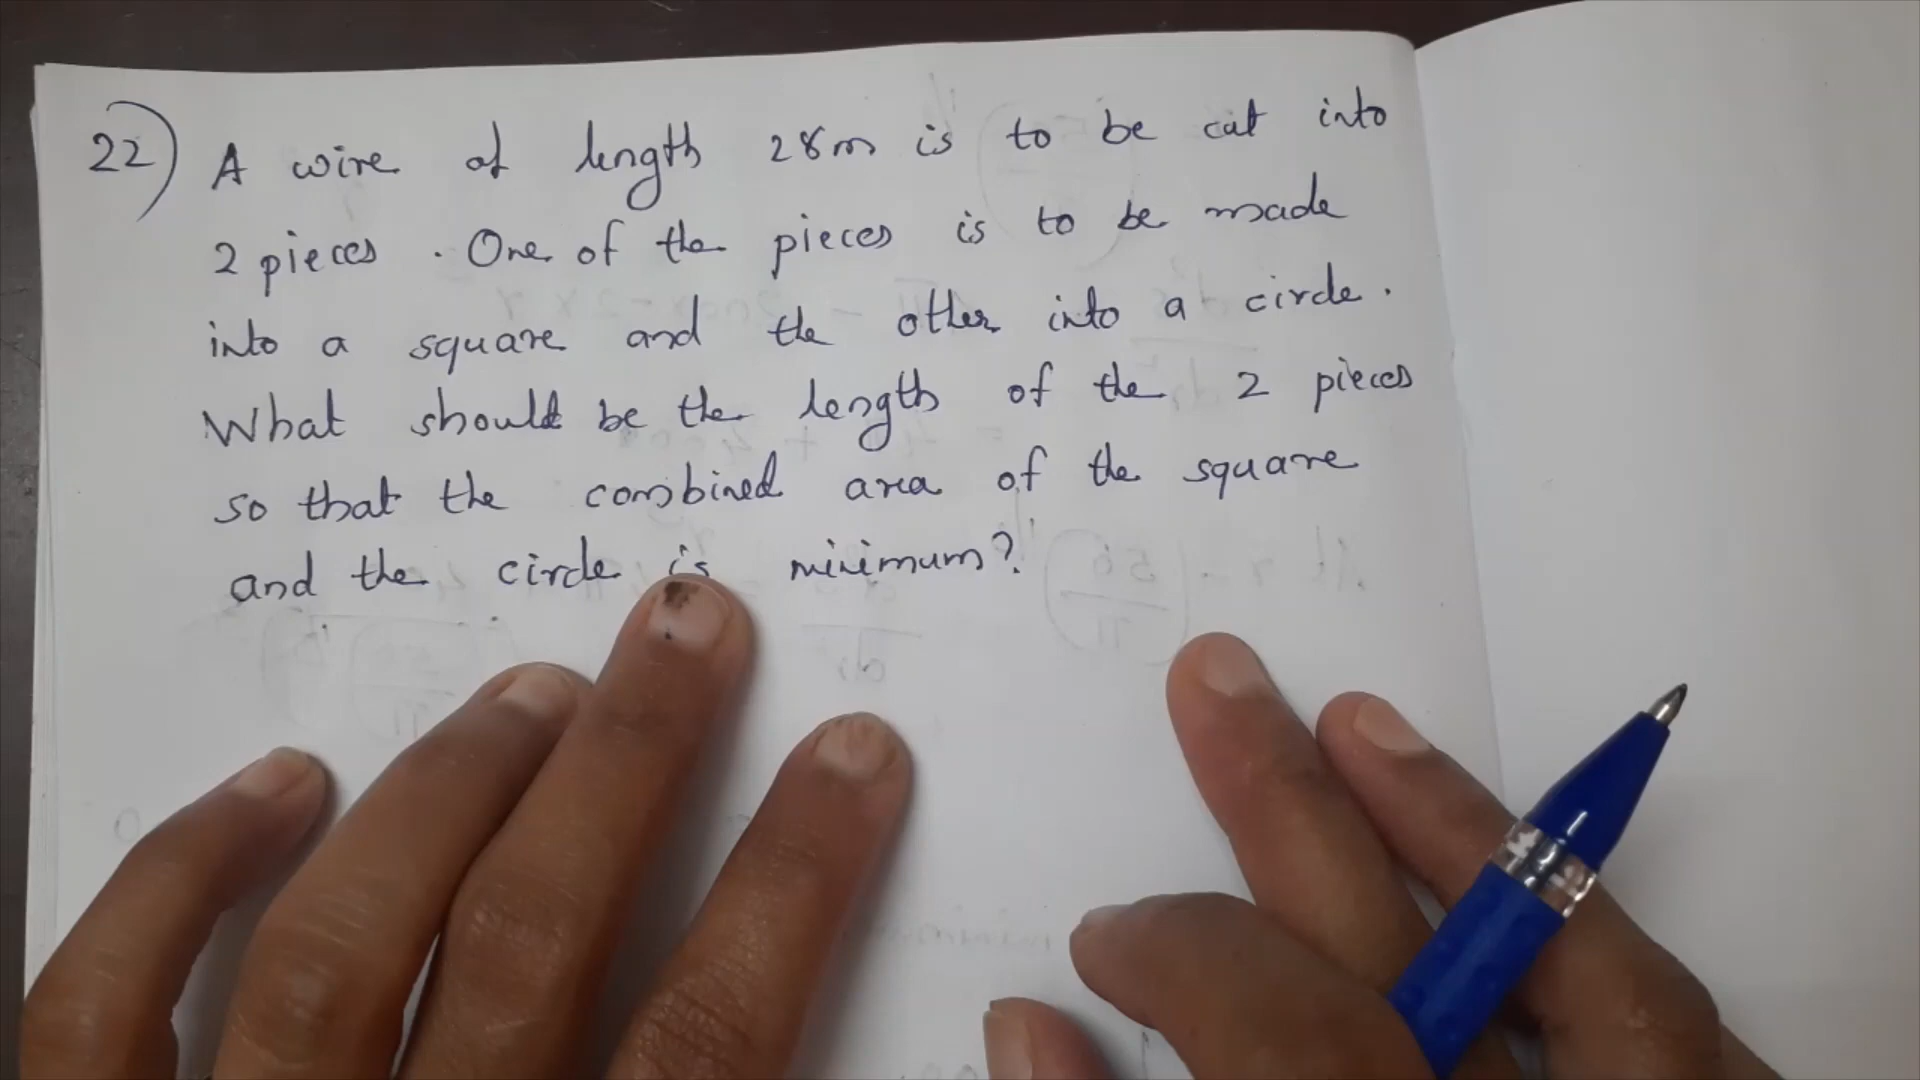 22) A wire of length 28m is to be cut into
2 pieces. One of the pieces is to be made
into a square and the other into a circle.
What should be the length of the 2 pieces
so that the combined area of the square
and the circle is minimum?